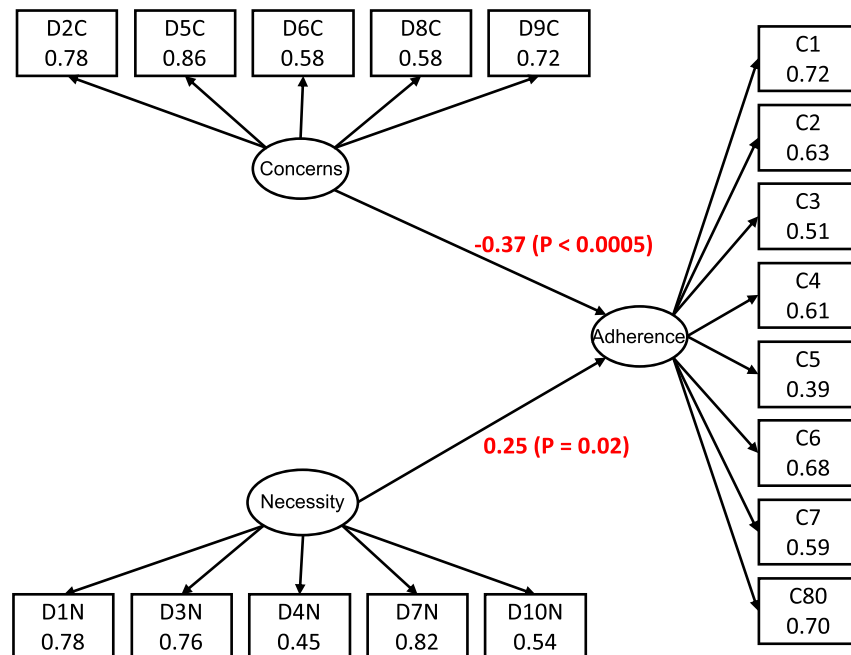 D2C
0.78
D5C
0.86
D6C
0.58
D8C
0.58
D9C
0.72
Concerns
-0.37 (P < 0.0005)
Adherence
0.25 (P = 0.02)
Necessity
D1N
0.78
D3N
0.76
D4N
0.45
D7N
0.82
D10N
0.54
C1
0.72
C2
0.63
C3
0.51
C4
0.61
C5
0.39
C6
0.68
C7
0.59
C80
0.70